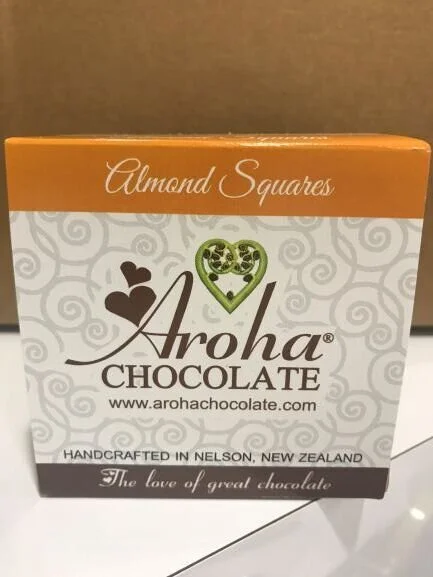 Almond Squares
Aroha®
CHOCOLATE
www.arohachocolate.com
HANDCRAFTED IN NELSON, NEW ZEALAND
The love of great chocolate